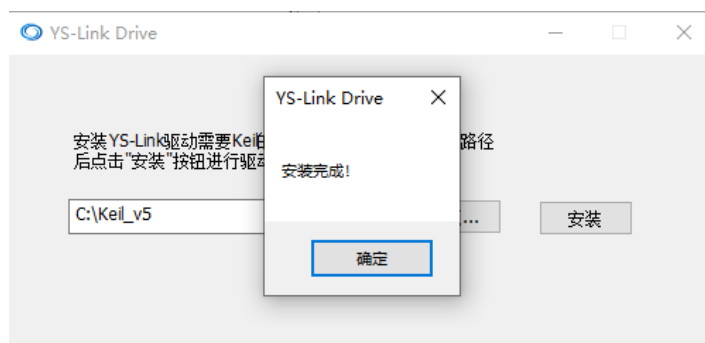 YS-Link Drive
安装YS-Link驱动需要Keil
路径
后点击"安装"按钮进行驱动
C:\Keil_v5
...
安装
YS-Link Drive
安装完成!
确定